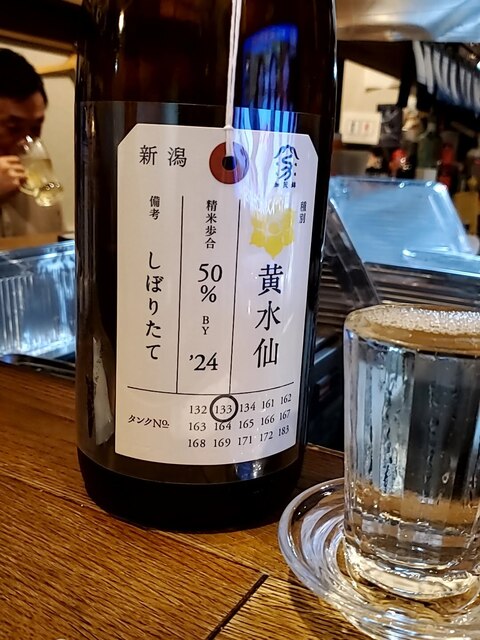 新潟
種別
黄水仙
精米歩合
50
%
BY
'24
備考
しぼりたて
タンクNo.
132 133 134 161 162
163 164 165 166 167
168 169 171 172 183